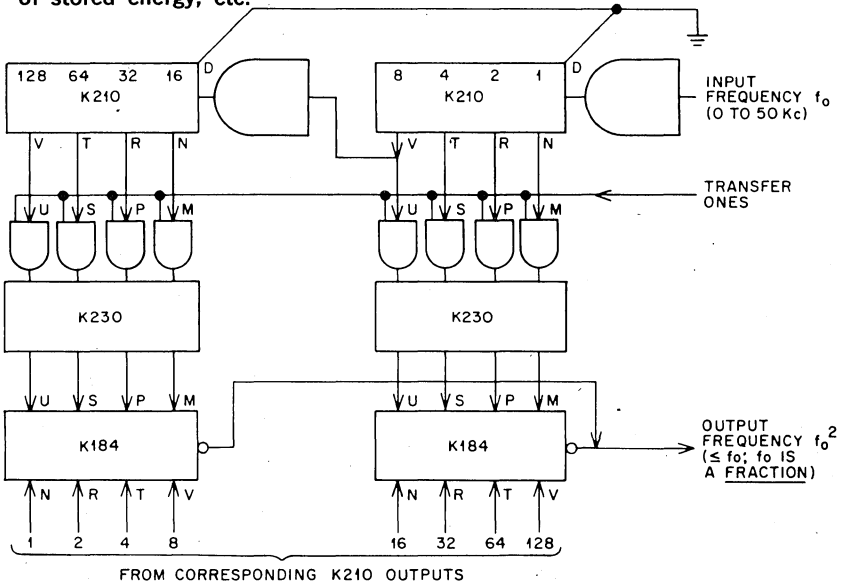 of stored energy, etc.
128 64 32 16 D
K210
8 4 2 1 D
K210
INPUT
FREQUENCY f₀
(0 TO 50 Kc)
V T R N
V T R N
TRANSFER
ONES
U S P M
U S P M
K230
K230
U S P M
U S P M
K184
K184
OUTPUT
FREQUENCY f₀²
(≤ f₀; f₀ IS
A FRACTION)
N R T V
N R T V
1 2 4 8
16 32 64 128
FROM CORRESPONDING K210 OUTPUTS